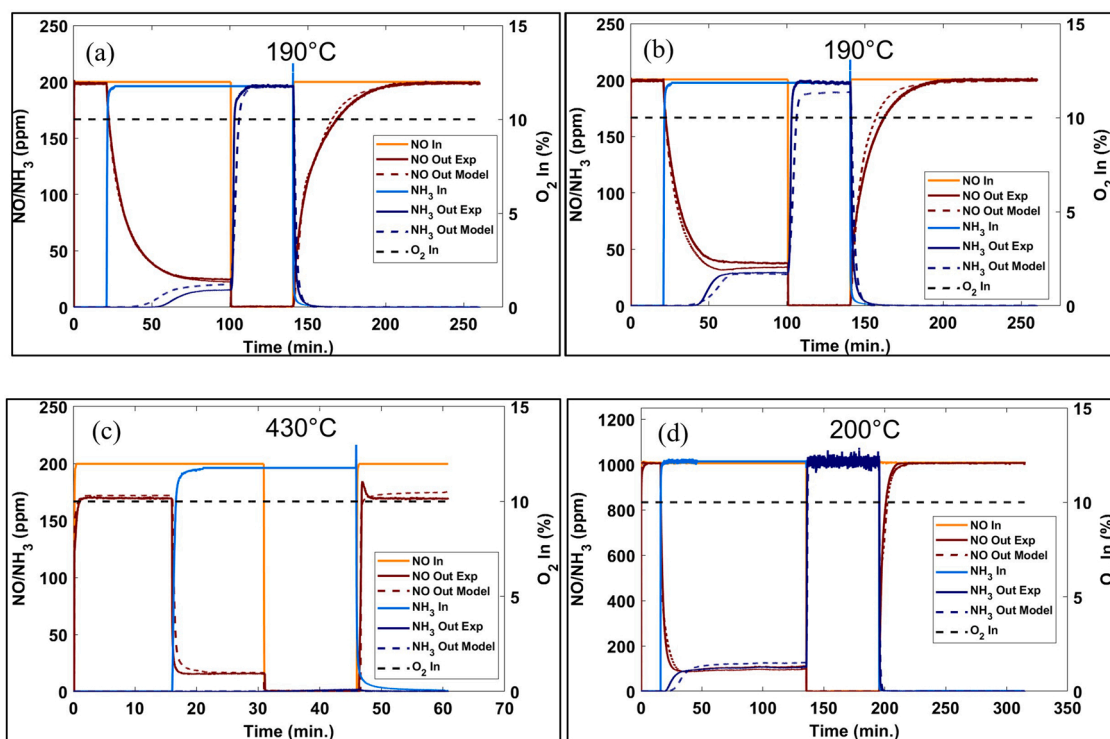 (a)
190°C
NO/NH3 (ppm)
250
200
150
100
50
0
O2 In (%)
15
10
5
0
NO In
NO Out Exp
NO Out Model
NH3 In
NH3 Out Exp
NH3 Out Model
O2 In
0 50 100 150 200 250
Time (min.)
(b)
190°C
NO/NH3 (ppm)
250
200
150
100
50
0
O2 In (%)
15
10
5
0
NO In
NO Out Exp
NO Out Model
NH3 In
NH3 Out Exp
NH3 Out Model
O2 In
0 50 100 150 200 250
Time (min.)
(c)
430°C
NO/NH3 (ppm)
250
200
150
100
50
0
O2 In (%)
15
10
5
0
NO In
NO Out Exp
NO Out Model
NH3 In
NH3 Out Exp
NH3 Out Model
O2 In
0 10 20 30 40 50 60 70
Time (min.)
(d)
200°C
NO/NH3 (ppm)
1200
1000
800
600
400
200
0
O2 In (%)
15
10
5
0
NO In
NO Out Exp
NO Out Model
NH3 In
NH3 Out Exp
NH3 Out Model
O2 In
0 50 100 150 200 250 300 350
Time (min.)